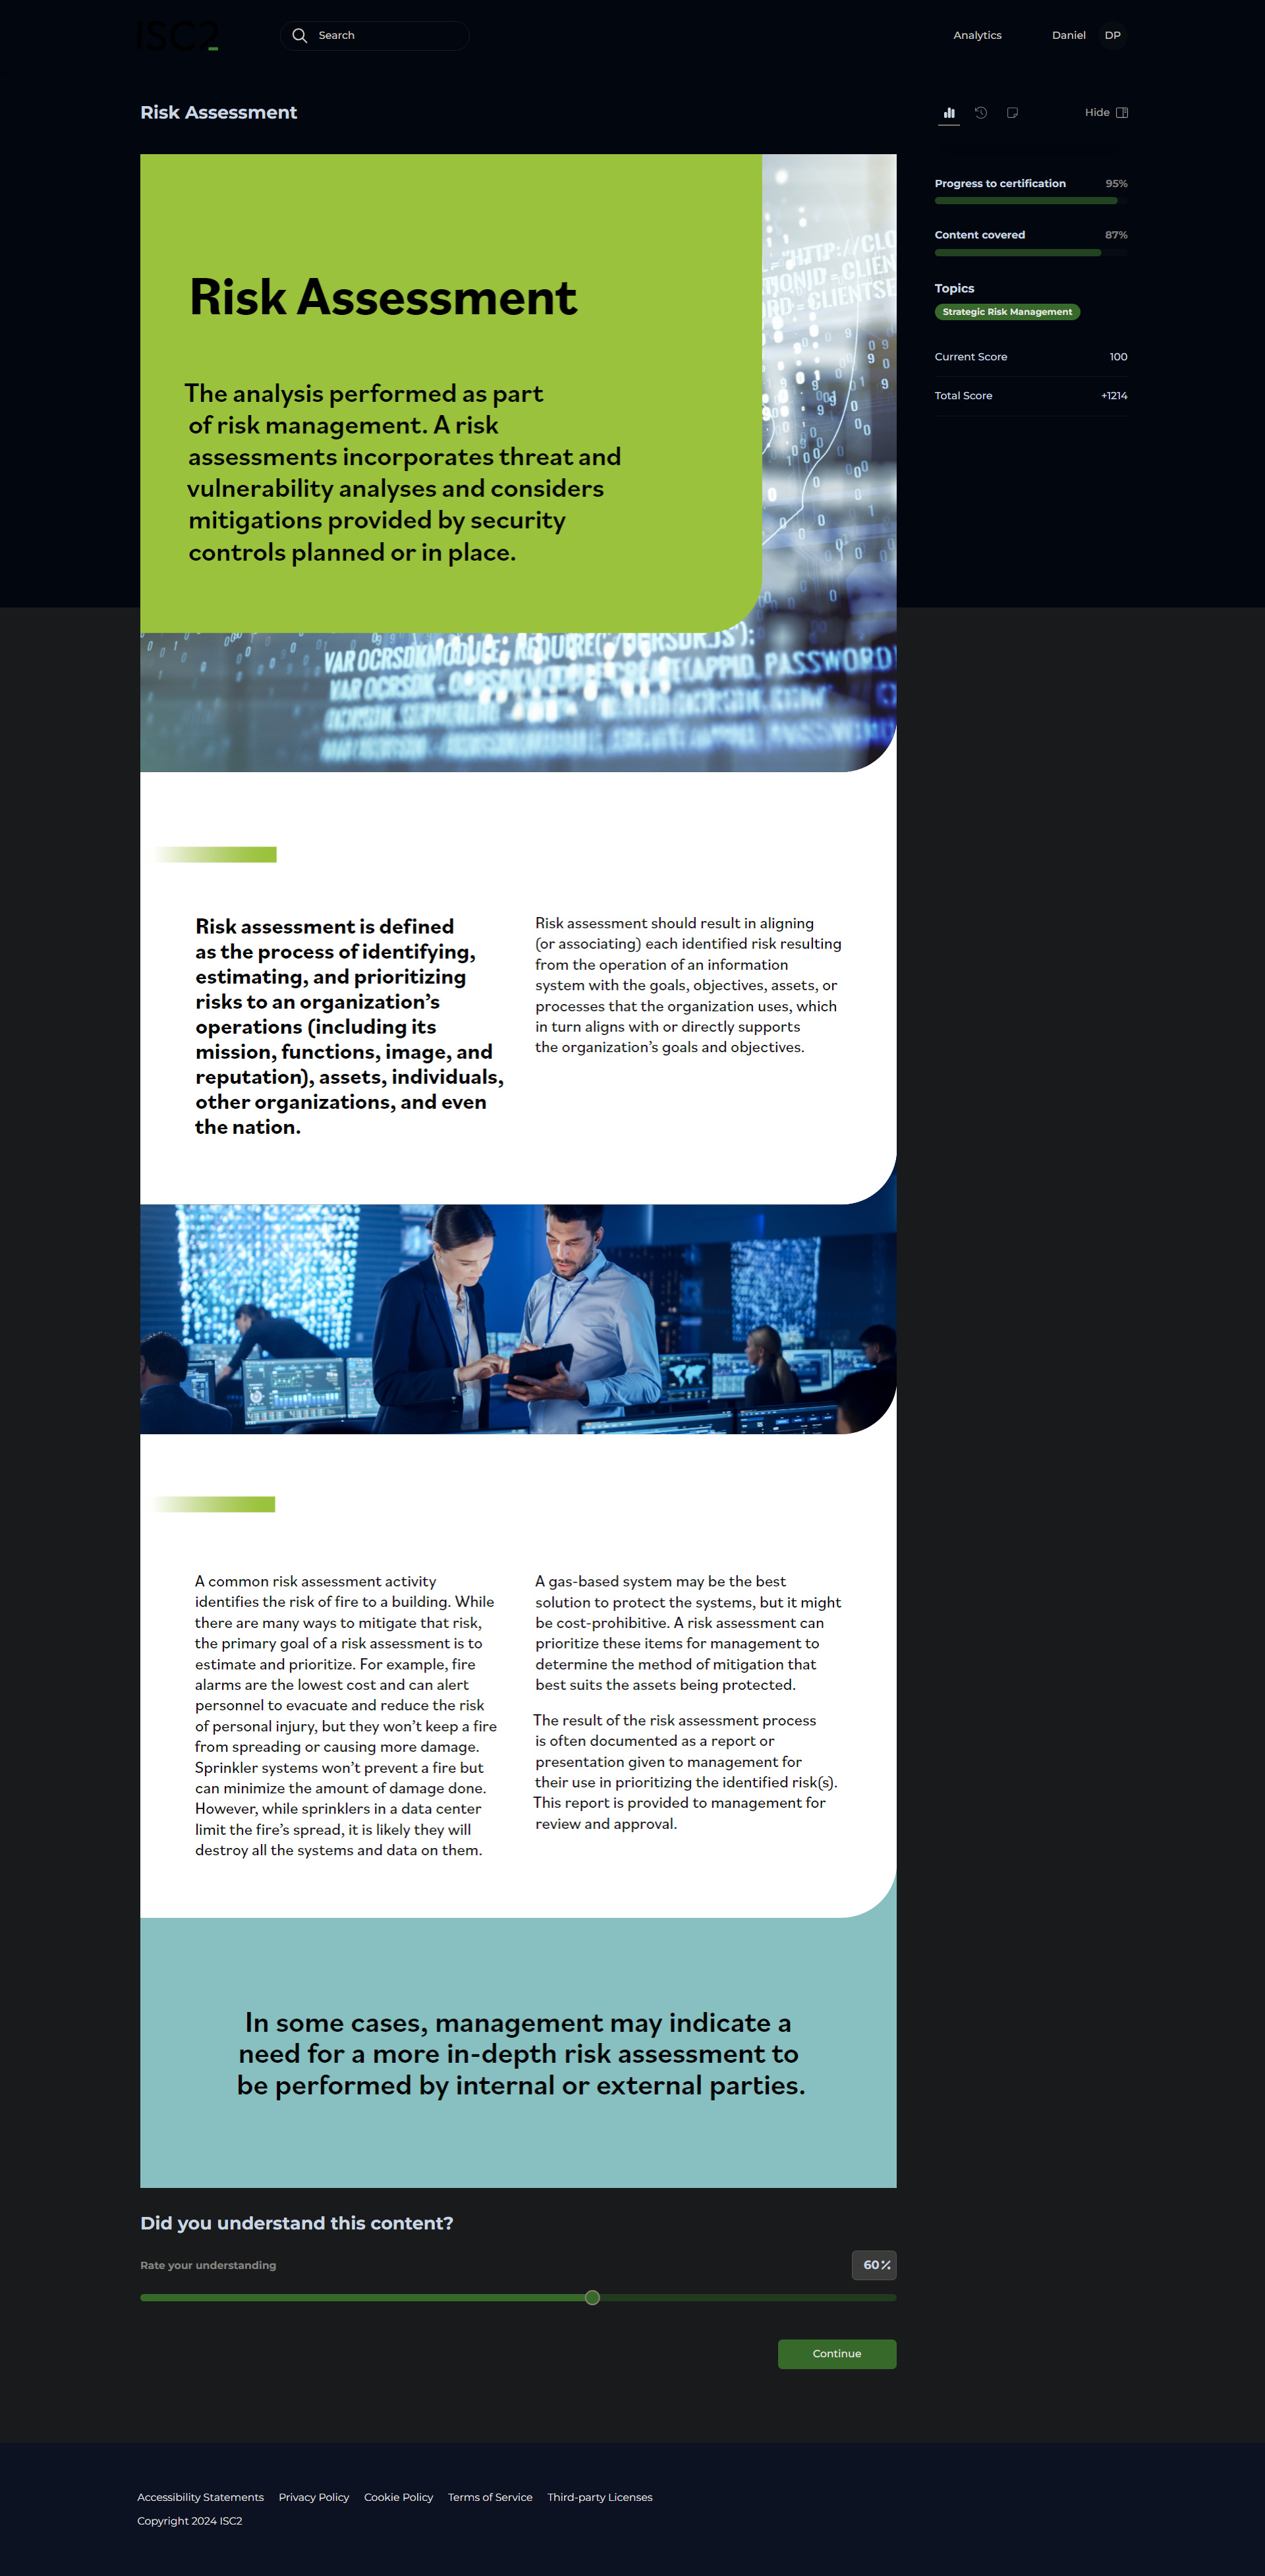 ISC2
Search
Analytics
Daniel
DP
Risk Assessment
Hide
Progress to certification 95%
Content covered 87%
Topics
Strategic Risk Management
Current Score 100
Total Score +1214
Risk Assessment
The analysis performed as part
of risk management. A risk
assessments incorporates threat and
vulnerability analyses and considers
mitigations provided by security
controls planned or in place.
Risk assessment is defined
as the process of identifying,
estimating, and prioritizing
risks to an organization's
operations (including its
mission, functions, image, and
reputation), assets, individuals,
other organizations, and even
the nation.
Risk assessment should result in aligning
(or associating) each identified risk resulting
from the operation of an information
system with the goals, objectives, assets, or
processes that the organization uses, which
in turn aligns with or directly supports
the organization's goals and objectives.
A common risk assessment activity
identifies the risk of fire to a building. While
there are many ways to mitigate that risk,
the primary goal of a risk assessment is to
estimate and prioritize. For example, fire
alarms are the lowest cost and can alert
personnel to evacuate and reduce the risk
of personal injury, but they won't keep a fire
from spreading or causing more damage.
Sprinkler systems won't prevent a fire but
can minimize the amount of damage done.
However, while sprinklers in a data center
limit the fire's spread, it is likely they will
destroy all the systems and data on them.
A gas-based system may be the best
solution to protect the systems, but it might
be cost-prohibitive. A risk assessment can
prioritize these items for management to
determine the method of mitigation that
best suits the assets being protected.
The result of the risk assessment process
is often documented as a report or
presentation given to management for
their use in prioritizing the identified risk(s).
This report is provided to management for
review and approval.
In some cases, management may indicate a
need for a more in-depth risk assessment to
be performed by internal or external parties.
Did you understand this content?
Rate your understanding
60%
Continue
Accessibility Statements Privacy Policy Cookie Policy Terms of Service Third-party Licenses
Copyright 2024 ISC2